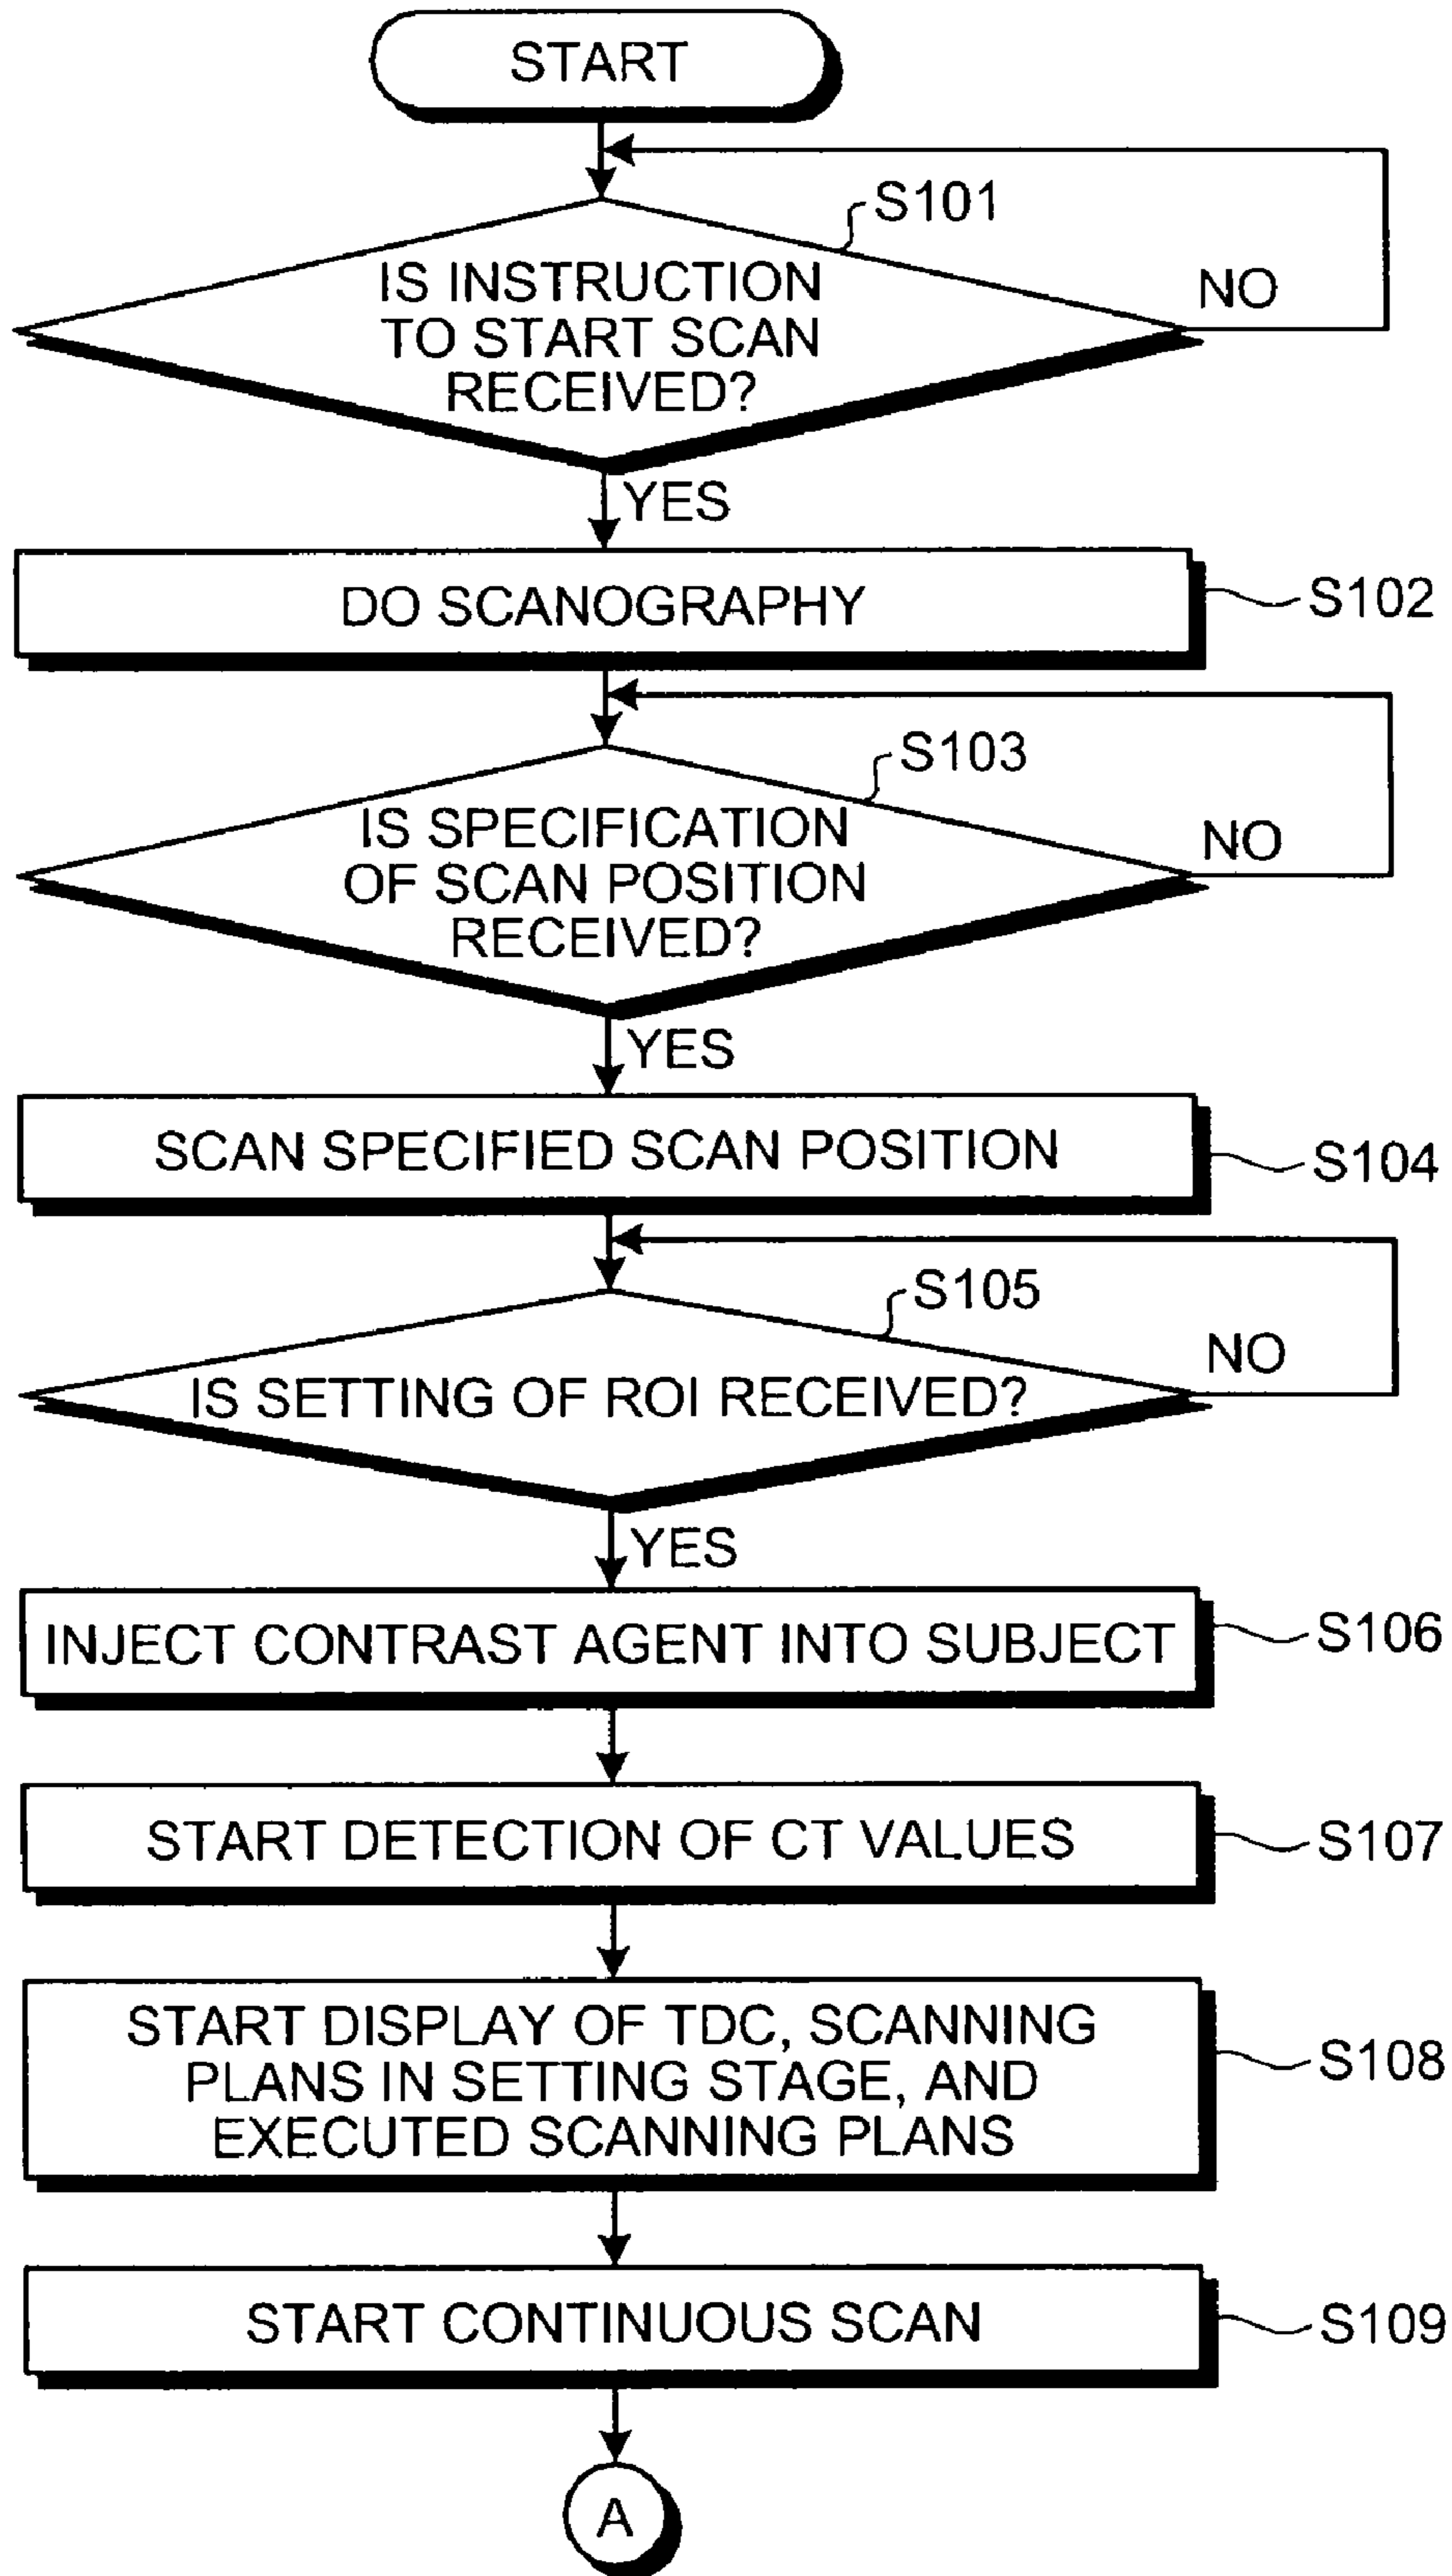 START
S101
IS INSTRUCTION
TO START SCAN
RECEIVED?
NO
YES
DO SCANOGRAPHY
S102
S103
IS SPECIFICATION
OF SCAN POSITION
RECEIVED?
NO
YES
SCAN SPECIFIED SCAN POSITION
S104
S105
IS SETTING OF ROI RECEIVED?
NO
YES
INJECT CONTRAST AGENT INTO SUBJECT
S106
START DETECTION OF CT VALUES
S107
START DISPLAY OF TDC, SCANNING
PLANS IN SETTING STAGE, AND
EXECUTED SCANNING PLANS
S108
START CONTINUOUS SCAN
S109
A